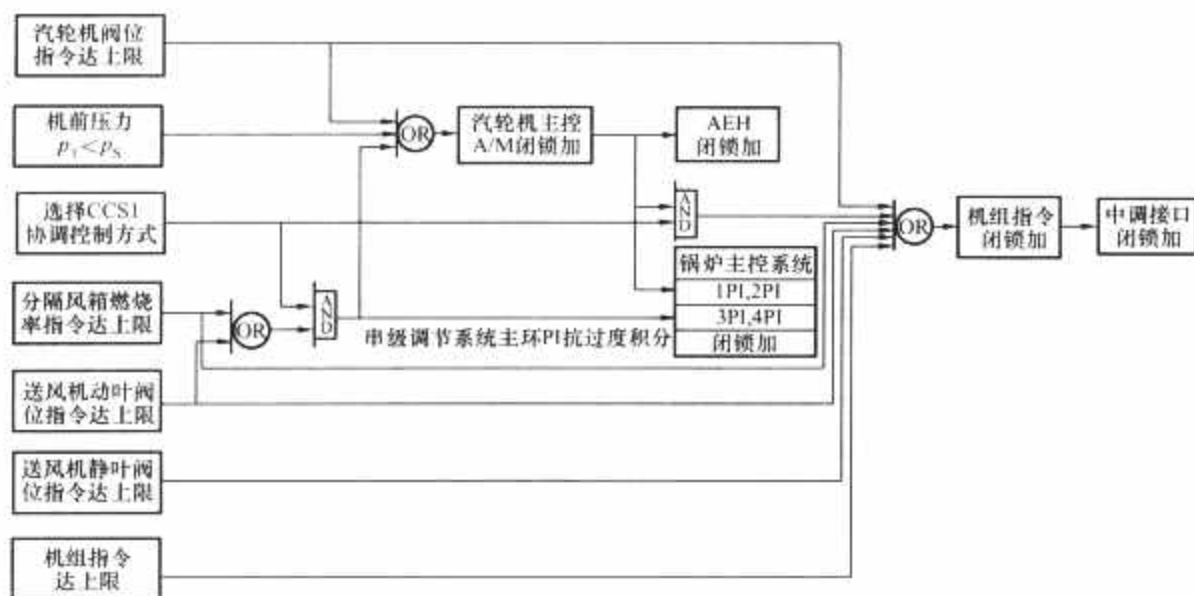 汽轮机阀位
指令达上限
机前压力
pT<pS
选择CCS1
协调控制方式
分隔风箱燃烧
率指令达上限
送风机动叶阀
位指令达上限
送风机静叶阀
位指令达上限
机组指令
达上限
OR
OR
AND
汽轮机主控
A/M闭锁加
AEH
闭锁加
AND
锅炉主控系统
1PI,2PI
3PI,4PI
闭锁加
串级调节系统主环PI抗过度积分
OR
机组指令
闭锁加
中调接口
闭锁加